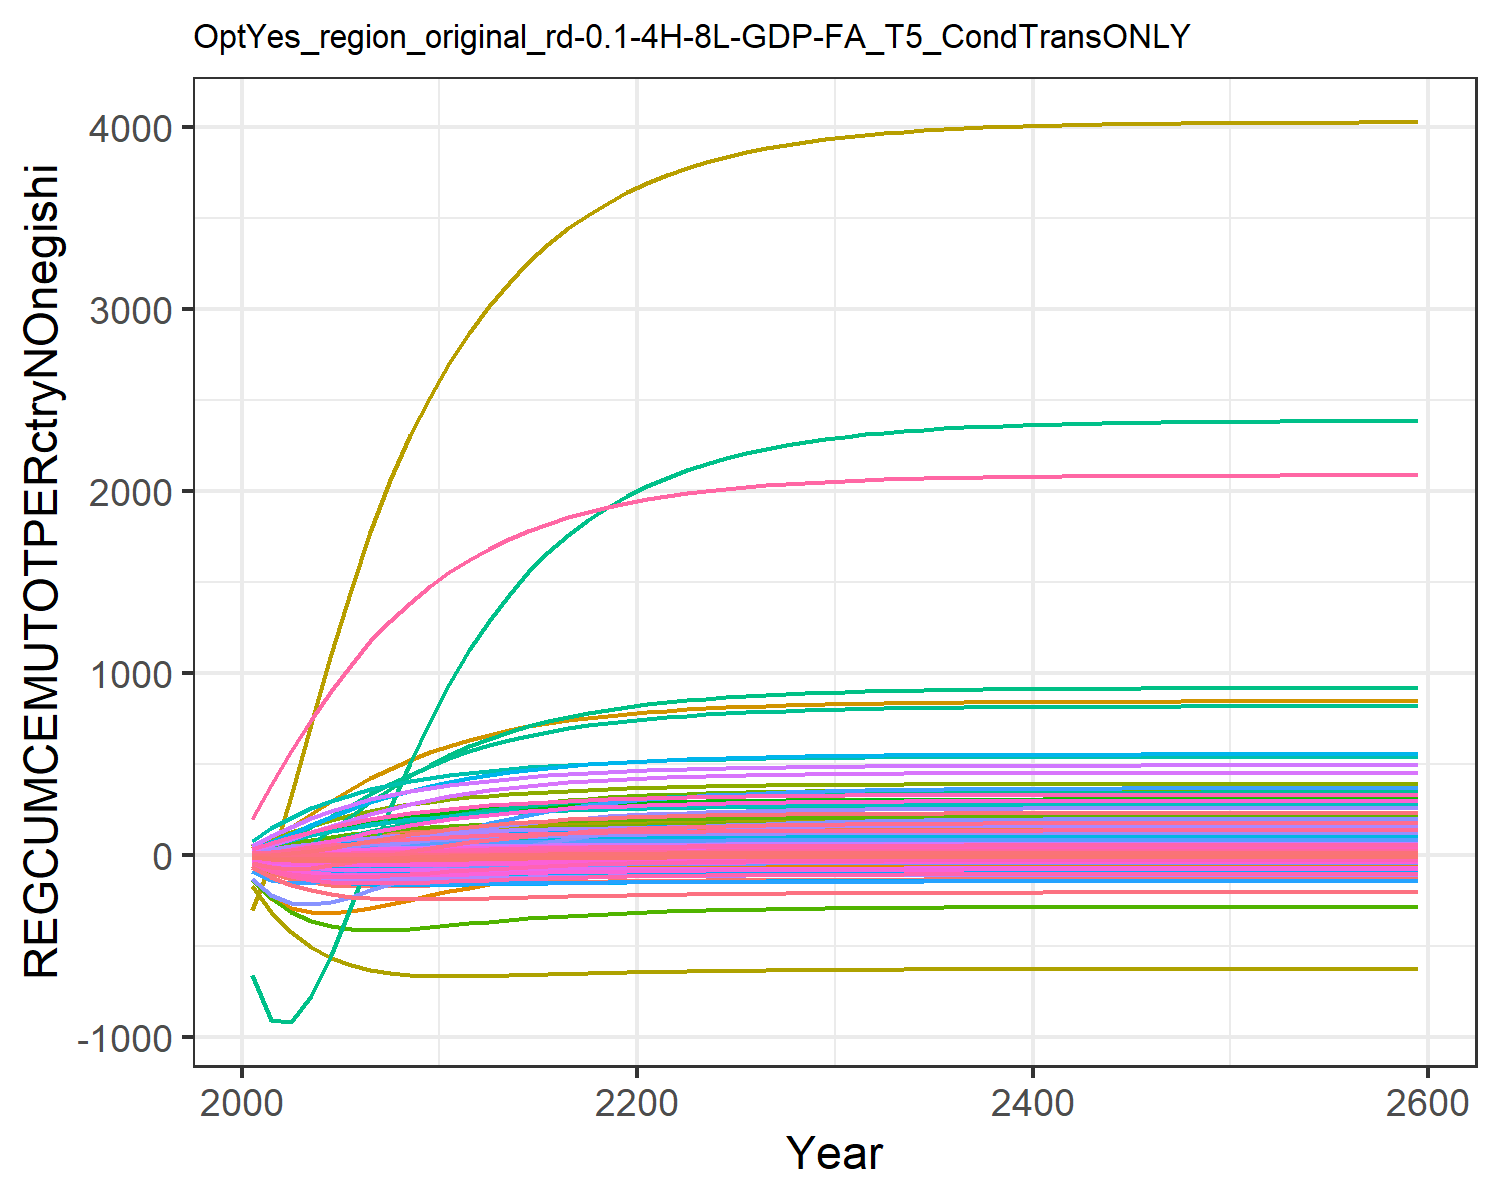 OptYes_region_original_rd-0.1-4H-8L-GDP-FA_T5_CondTransONLY
REGCUMCEMUTOTPERctryNOnegishi
4000
3000
2000
1000
0
-1000
2000 2200 2400 2600
Year